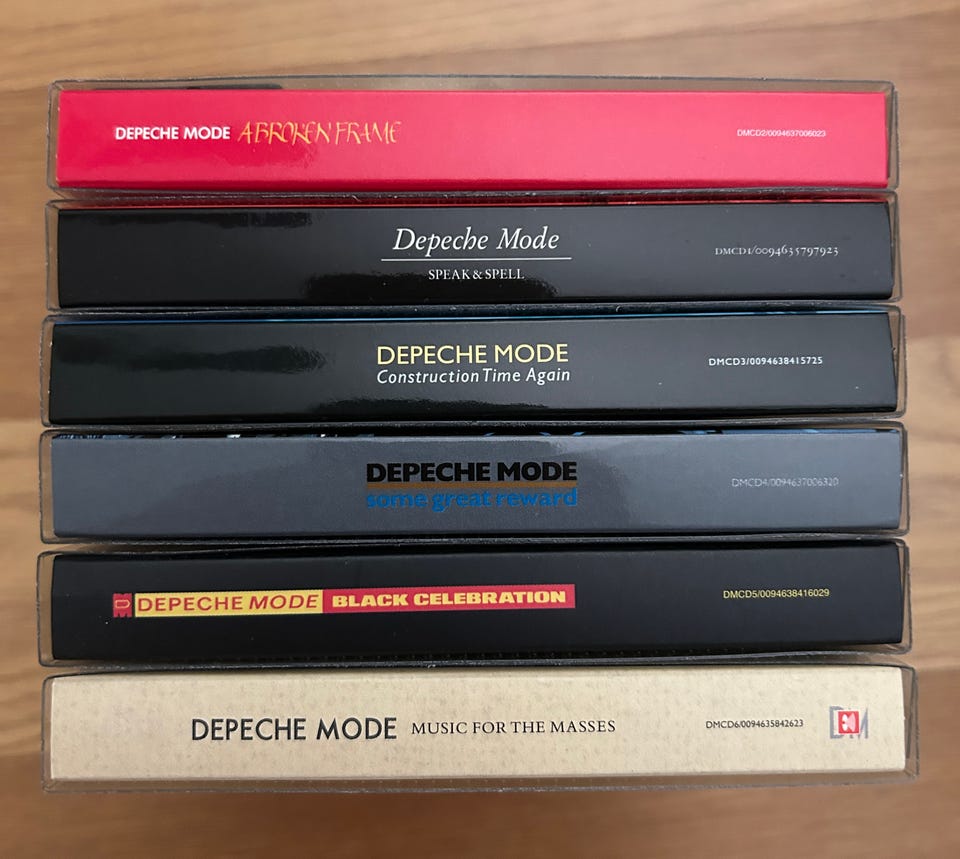 DEPECHE MODE A BROKEN FRAME DMCD2/0094637006023
Depeche Mode
SPEAK & SPELL
DMCD1/0094635797923
DEPECHE MODE
Construction Time Again
DMCD3/0094638415725
DEPECHE MODE
some great reward
DMCD4/0094637006320
DEPECHE MODE BLACK CELEBRATION DMCD5/0094638416029
DEPECHE MODE MUSIC FOR THE MASSES DMCD6/0094635842623 DM